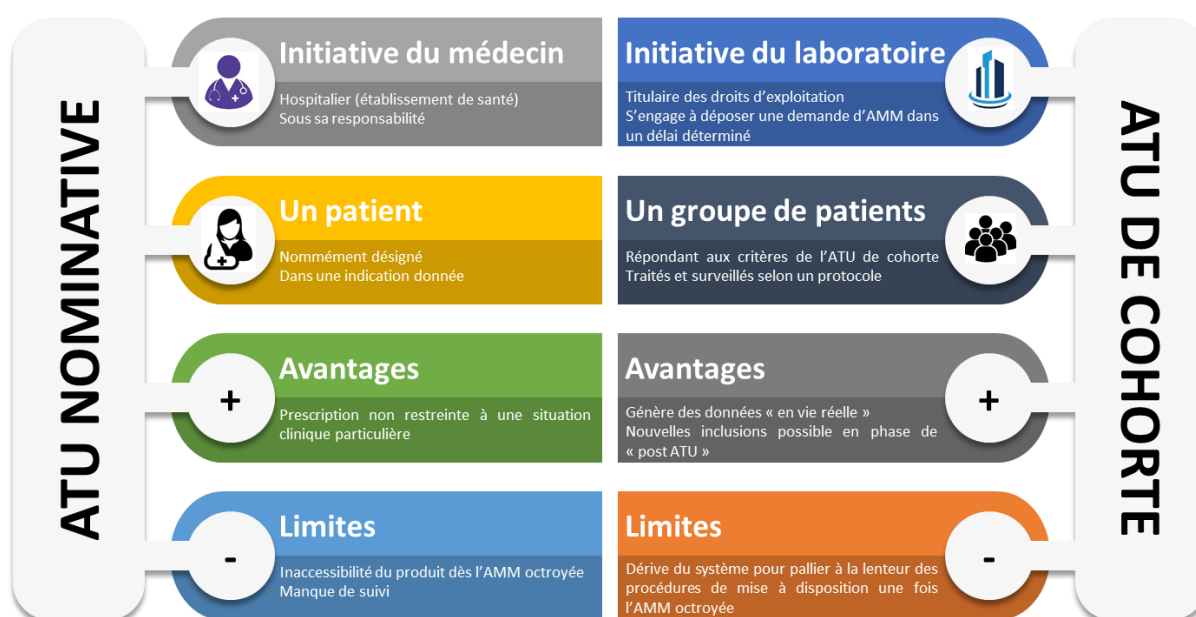 ATU NOMINATIVE
Initiative du médecin
Hospitalier (établissement de santé)
Sous sa responsabilité
Un patient
Nommément désigné
Dans une indication donnée
+
Avantages
Prescription non restreinte à une situation
clinique particulière
-
Limites
Inaccessibilité du produit dès l'AMM octroyée
Manque de suivi
ATU DE COHORTE
Initiative du laboratoire
Titulaire des droits d'exploitation
S'engage à déposer une demande d'AMM dans
un délai déterminé
Un groupe de patients
Répondant aux critères de l'ATU de cohorte
Traités et surveillés selon un protocole
Avantages
+
Génère des données « en vie réelle »
Nouvelles inclusions possible en phase de
« post ATU »
Limites
-
Dérive du système pour pallier à la lenteur des
procédures de mise à disposition une fois
l'AMM octroyée